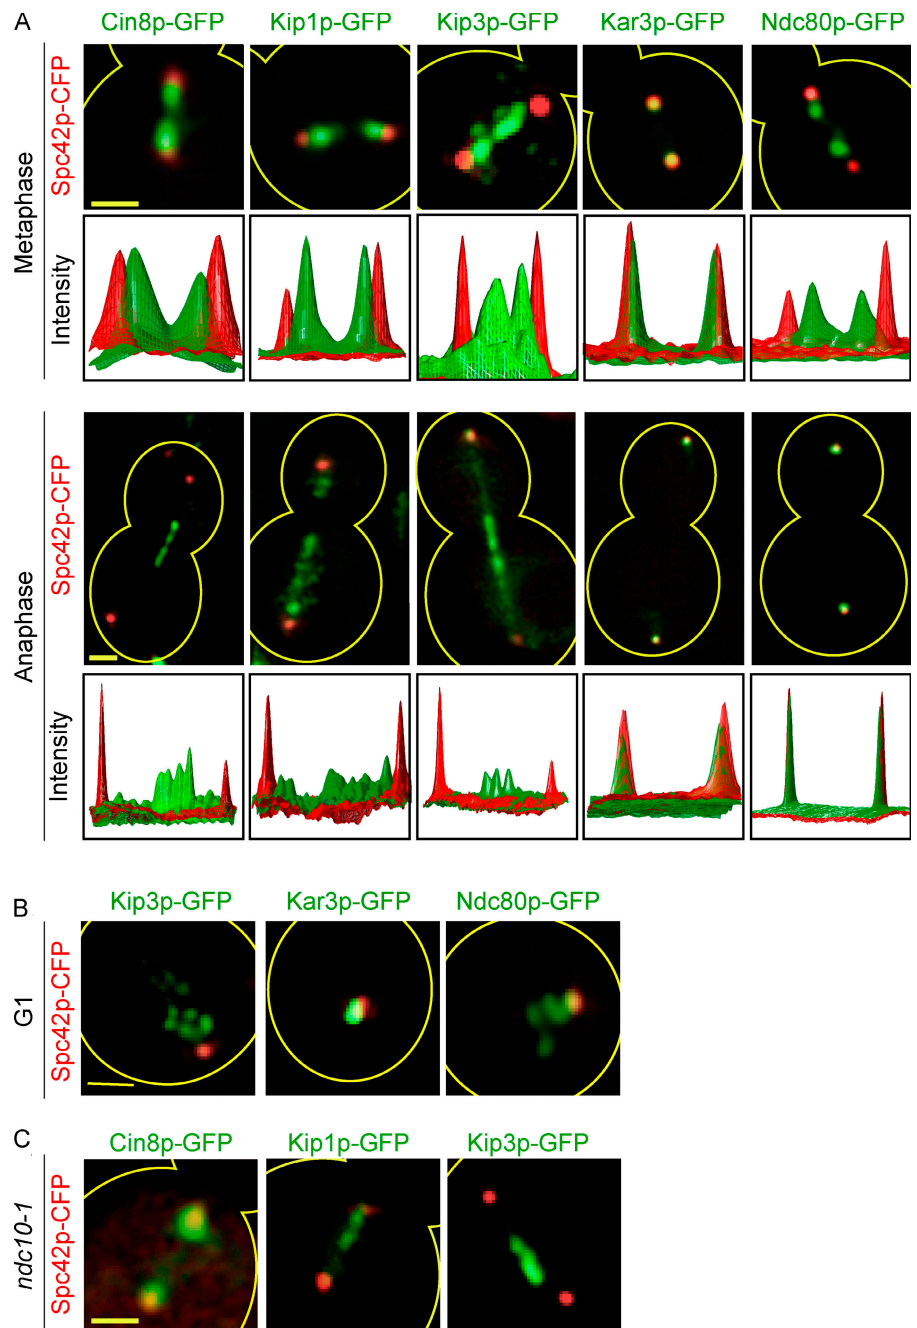 A
Cin8p-GFP Kip1p-GFP Kip3p-GFP Kar3p-GFP Ndc80p-GFP
Metaphase
Spc42p-CFP
Intensity
Anaphase
Spc42p-CFP
Intensity
B
Kip3p-GFP Kar3p-GFP Ndc80p-GFP
G1
Spc42p-CFP
C
Cin8p-GFP Kip1p-GFP Kip3p-GFP
ndc10-1
Spc42p-CFP